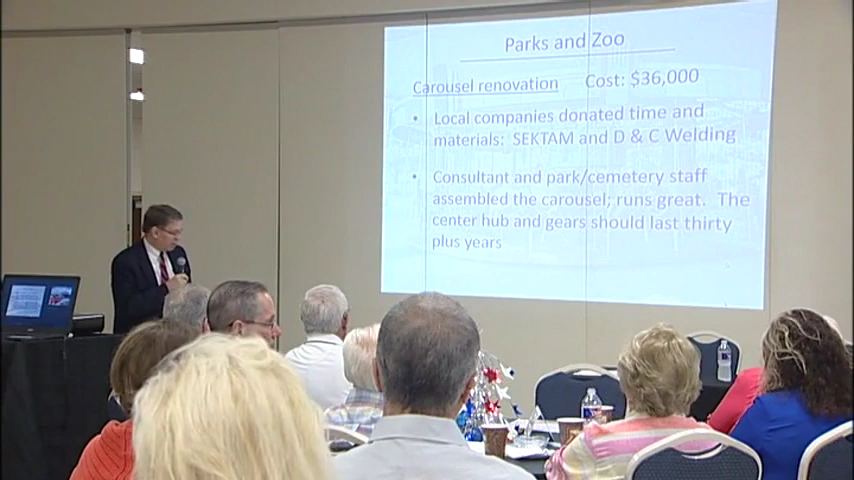 Parks and Zoo
Carousel renovation Cost: $36,000
• Local companies donated time and
materials: SEKTAM and D & C Welding
• Consultant and park/cemetery staff
assembled the carousel; runs great. The
center hub and gears should last thirty
plus years